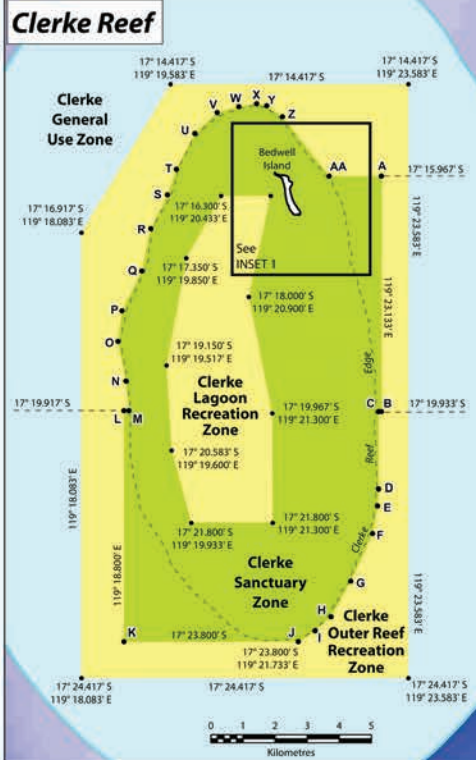 Clerke Reef
17° 14.417' S
119° 19.583' E
17° 14.417' S
17° 14.417' S
119° 23.583' E
Clerke
General
Use Zone
V
W
X
Y
Z
U
T
S
R
Q
P
O
N
L
M
Bedwell
Island
AA
A
17° 15.967' S
17° 16.917' S
119° 18.083' E
17° 16.300' S
119° 20.433' E
See
INSET 1
119° 23.583' E
17° 17.350' S
119° 19.850' E
17° 18.000' S
119° 20.900' E
119° 23.133' E
17° 19.150' S
119° 19.517' E
Clerke
Lagoon
Recreation
Zone
Edge
Reef
Clerke
17° 19.917' S
17° 19.967' S
119° 21.300' E
C
B
17° 19.933' S
17° 20.583' S
119° 19.600' E
D
E
F
G
H
I
J
K
119° 18.083' E
119° 18.800' E
17° 21.800' S
119° 19.933' E
17° 21.800' S
119° 21.300' E
Clerke
Sanctuary
Zone
119° 23.583' E
Clerke
Outer Reef
Recreation
Zone
17° 23.800' S
17° 23.800' S
119° 21.733' E
17° 24.417' S
119° 18.083' E
17° 24.417' S
17° 24.417' S
119° 23.583' E
0 1 2 3 4 5
Kilometres